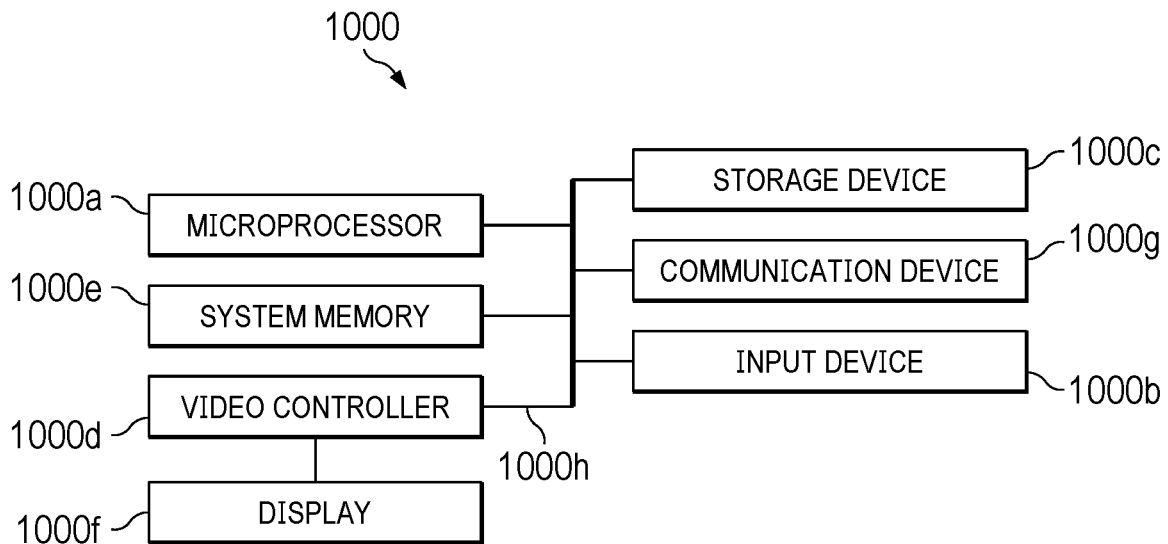 1000
1000a
MICROPROCESSOR
1000e
SYSTEM MEMORY
1000d
VIDEO CONTROLLER
1000f
DISPLAY
1000h
STORAGE DEVICE
1000c
COMMUNICATION DEVICE
1000g
INPUT DEVICE
1000b